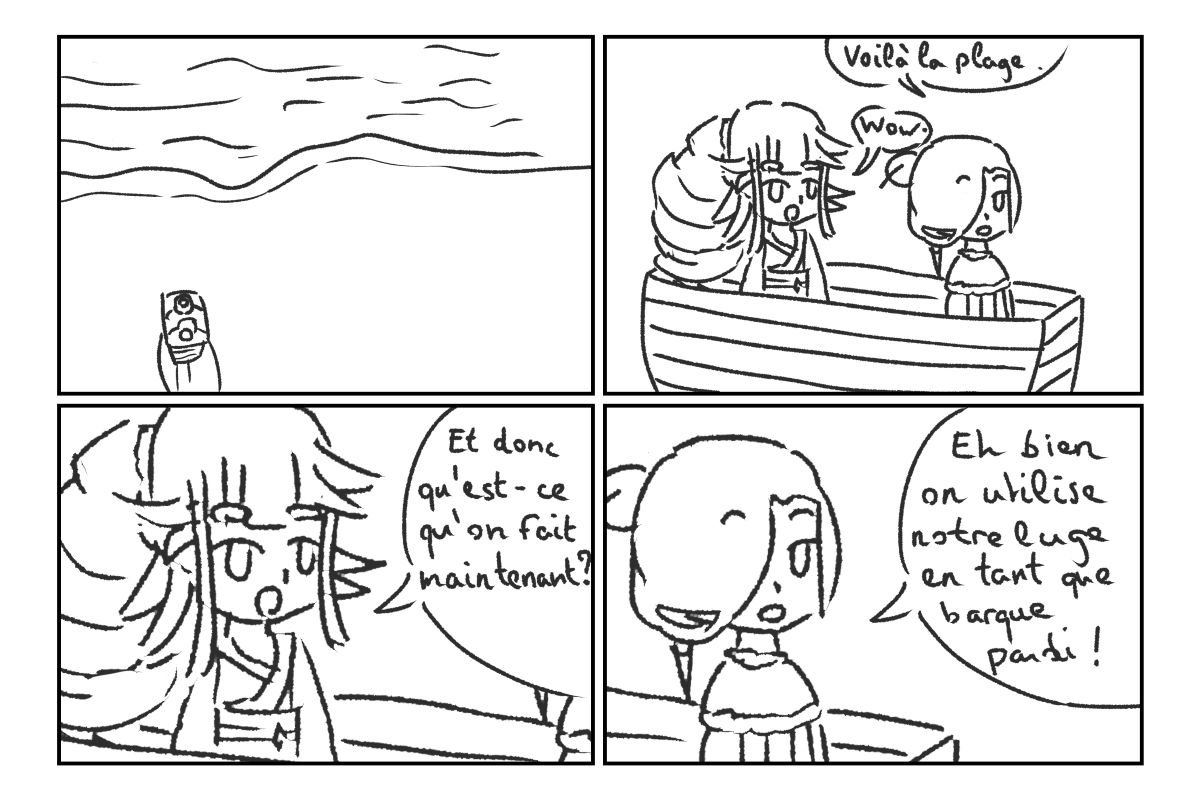 Voilà la plage.
Wow.
Et donc
qu'est-ce
qu'on fait
maintenant?
Eh bien
on utilise
notre luge
en tant que
barque
pardi !